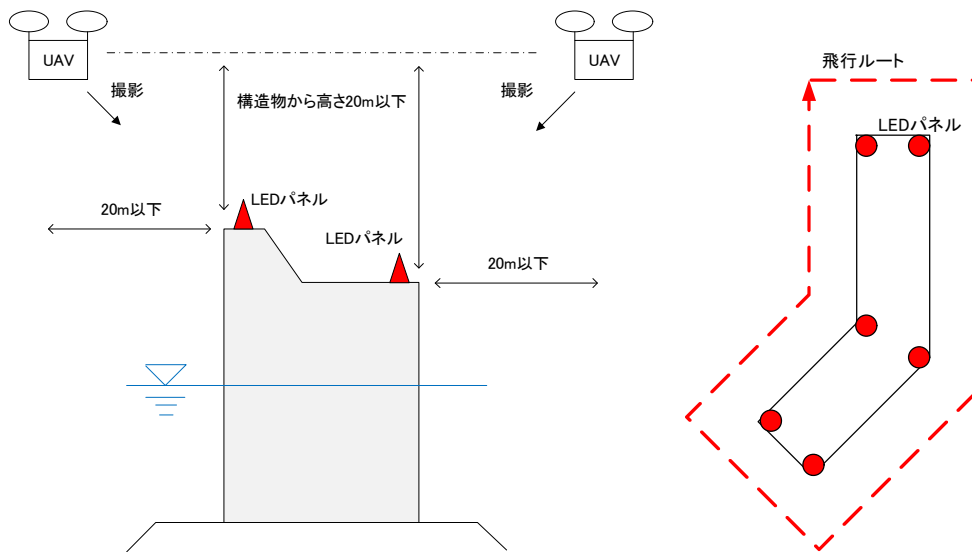 UAV
UAV
撮影
撮影
構造物から高さ20m以下
LEDパネル
20m以下
LEDパネル
20m以下
飛行ルート
LEDパネル